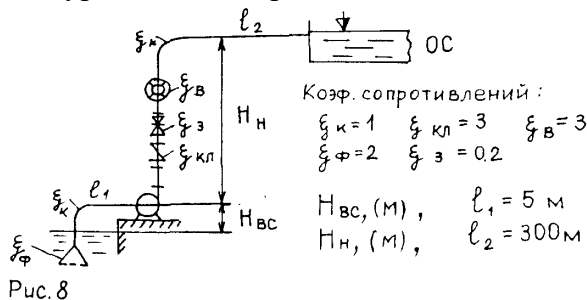 ξк
l₂
ОС
ξв
Hн
ξз
ξкл
Коэф. сопротивлений :
ξк = 1 ξкл = 3 ξв = 3
ξф = 2 ξз = 0.2
ξк
l₁
Hвс
Hвс, (м) , l₁ = 5 м
Hн, (м) , l₂ = 300м
ξф
Рис. 8